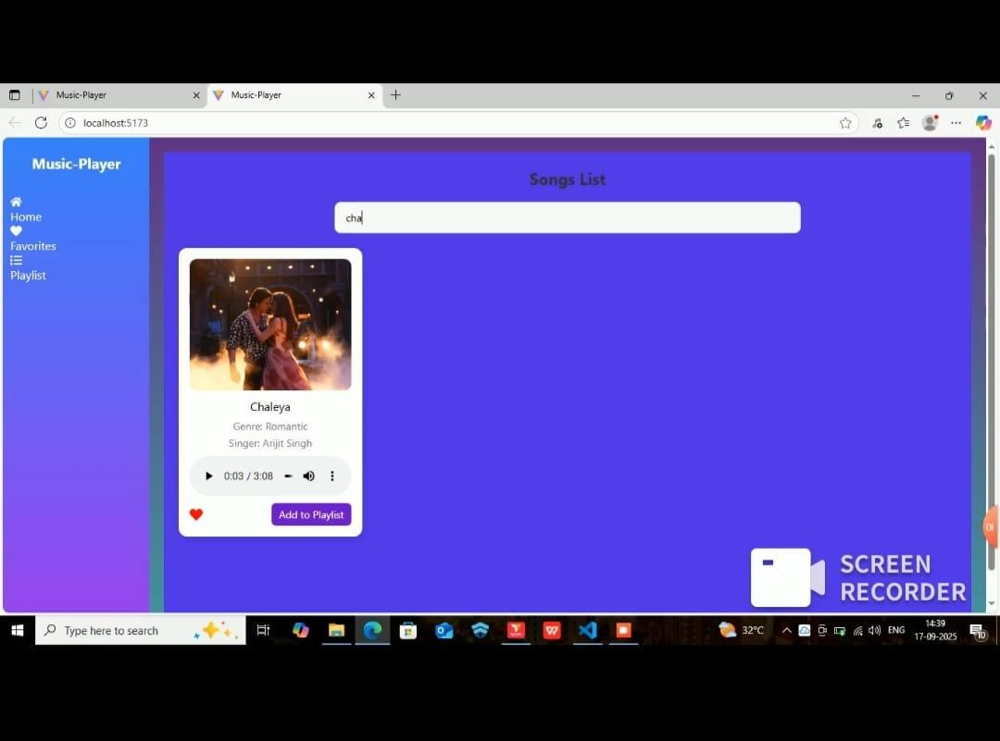 Music-Player
Music-Player
localhost:5173
Music-Player
Home
Favorites
Playlist
Songs List
cha
Chaleya
Genre: Romantic
Singer: Arijit Singh
0:03 / 3:08
Add to Playlist
SCREEN
RECORDER
Type here to search
32°C
ENG
14:39
17-09-2025
10